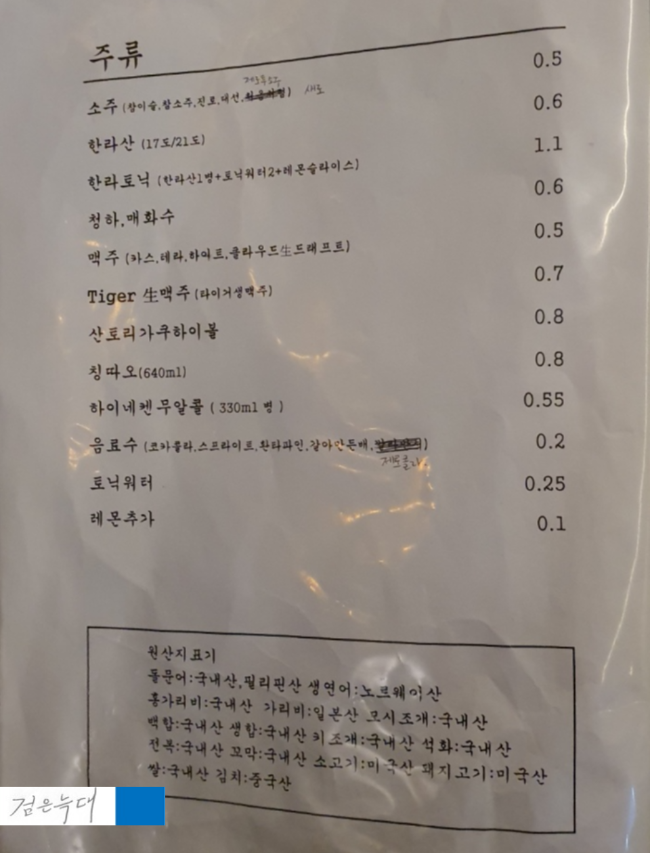 주류
소주 (참이슬,참소주,진로,대선, 제로투소주) 새로 0.5
한라산 (17도/21도) 0.6
한라토닉 (한라산1병+토닉워터2+레몬슬라이스) 1.1
청하,매화수 0.6
맥주 (카스,테라,하이트,클라우드生드래프트) 0.5
Tiger 生맥주 (타이거생맥주) 0.7
산토리가쿠하이볼 0.8
칭따오(640ml) 0.8
하이네켄무알콜 ( 330ml 병 ) 0.55
음료수 (코카콜라,스프라이트,환타파인,갈아만든배, ) 0.2
제로콜라
토닉워터 0.25
레몬추가 0.1
원산지표기
돌문어:국내산,필리핀산 생연어:노르웨이산
홍가리비:국내산 가리비:일본산 모시조개:국내산
백합:국내산 생합:국내산 키조개:국내산 석화:국내산
전복:국내산 꼬막:국내산 소고기:미국산 돼지고기:미국산
쌀:국내산 김치:중국산
검은늑대